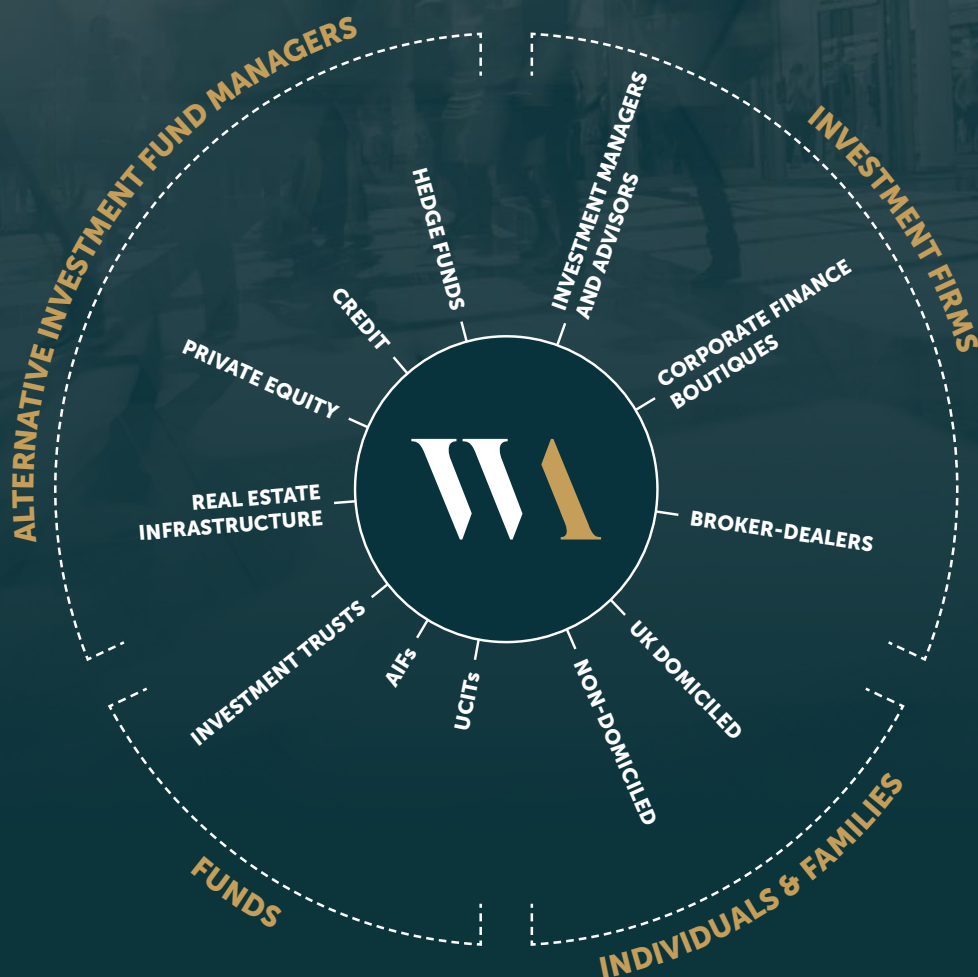 ALTERNATIVE INVESTMENT FUND MANAGERS
HEDGE FUNDS
CREDIT
PRIVATE EQUITY
REAL ESTATE
INFRASTRUCTURE
INVESTMENT FIRMS
INVESTMENT MANAGERS
AND ADVISORS
CORPORATE FINANCE
BOUTIQUES
BROKER-DEALERS
WA
FUNDS
INVESTMENT TRUSTS
AIFs
UCITs
INDIVIDUALS & FAMILIES
UK DOMICILED
NON-DOMICILED